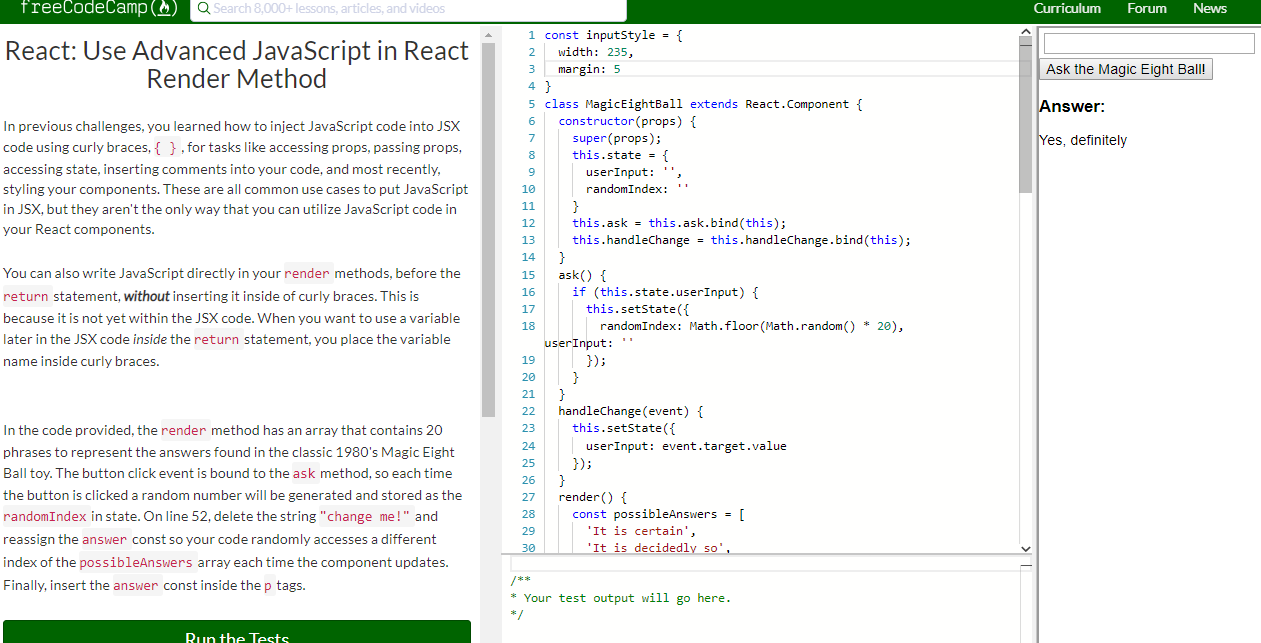 freeCodeCamp
Search 8,000+ lessons, articles, and videos
Curriculum Forum News
React: Use Advanced JavaScript in React
Render Method
In previous challenges, you learned how to inject JavaScript code into JSX
code using curly braces, { } , for tasks like accessing props, passing props,
accessing state, inserting comments into your code, and most recently,
styling your components. These are all common use cases to put JavaScript
in JSX, but they aren't the only way that you can utilize JavaScript code in
your React components.
You can also write JavaScript directly in your render methods, before the
return statement, without inserting it inside of curly braces. This is
because it is not yet within the JSX code. When you want to use a variable
later in the JSX code inside the return statement, you place the variable
name inside curly braces.
In the code provided, the render method has an array that contains 20
phrases to represent the answers found in the classic 1980's Magic Eight
Ball toy. The button click event is bound to the ask method, so each time
the button is clicked a random number will be generated and stored as the
randomIndex in state. On line 52, delete the string "change me!" and
reassign the answer const so your code randomly accesses a different
index of the possibleAnswers array each time the component updates.
Finally, insert the answer const inside the p tags.
Run the Tests
1 const inputStyle = {
2 width: 235,
3 margin: 5
4 }
5 class MagicEightBall extends React.Component {
6 constructor(props) {
7 super(props);
8 this.state = {
9 userInput: '',
10 randomIndex: ''
11 }
12 this.ask = this.ask.bind(this);
13 this.handleChange = this.handleChange.bind(this);
14 }
15 ask() {
16 if (this.state.userInput) {
17 this.setState({
18 randomIndex: Math.floor(Math.random() * 20),
userInput: ''
19 });
20 }
21 }
22 handleChange(event) {
23 this.setState({
24 userInput: event.target.value
25 });
26 }
27 render() {
28 const possibleAnswers = [
29 'It is certain',
30 'It is decidedly so',
/**
* Your test output will go here.
*/
Ask the Magic Eight Ball!
Answer:
Yes, definitely